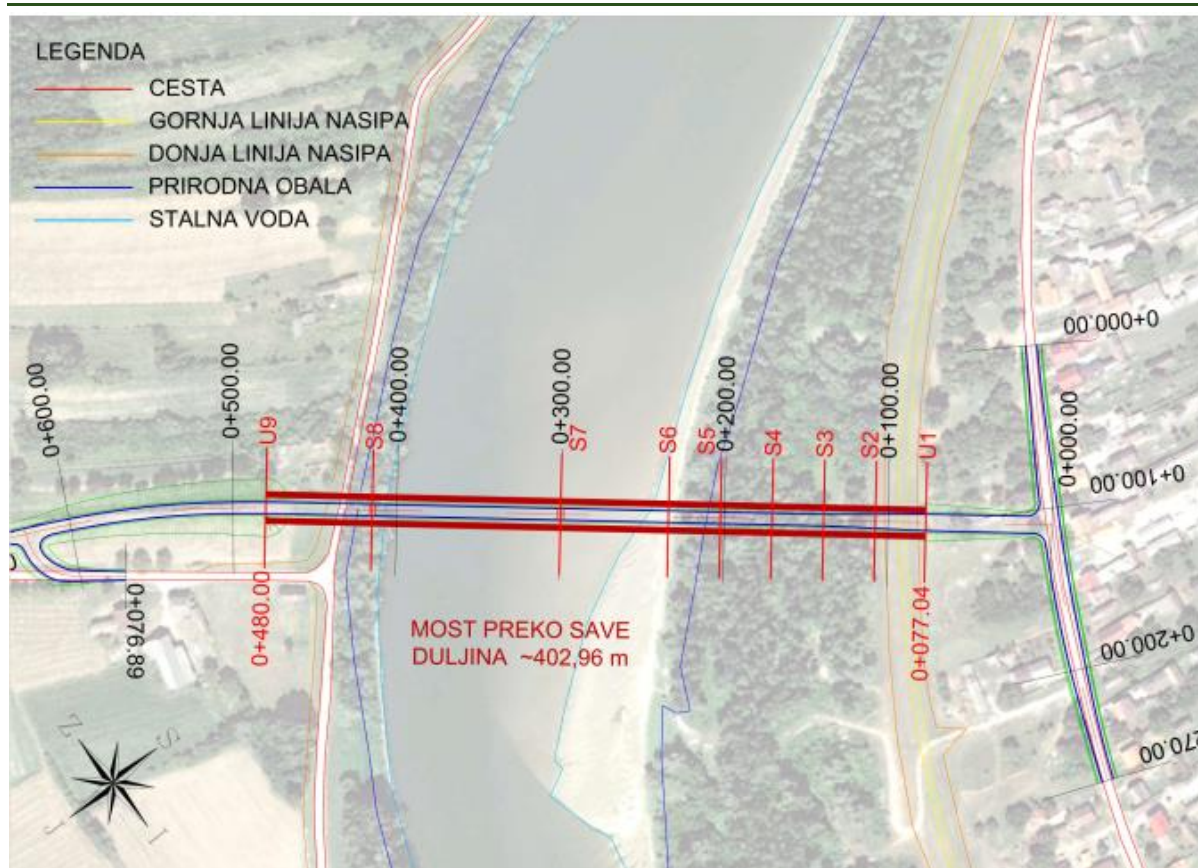 LEGENDA
CESTA
GORNJA LINIJA NASIPA
DONJA LINIJA NASIPA
PRIRODNA OBALA
STALNA VODA
0+600.00
0+500.00
U9
S8
0+400.00
S7
0+300.00
S6
S5
0+200.00
S4
S3
S2
0+100.00
U1
0+000.00
0+000.00
0+100.00
0+200.00
270.00
0+480.00
0+076.89
0+077.04
MOST PREKO SAVE
DULJINA ~402,96 m
Z
S
J
I